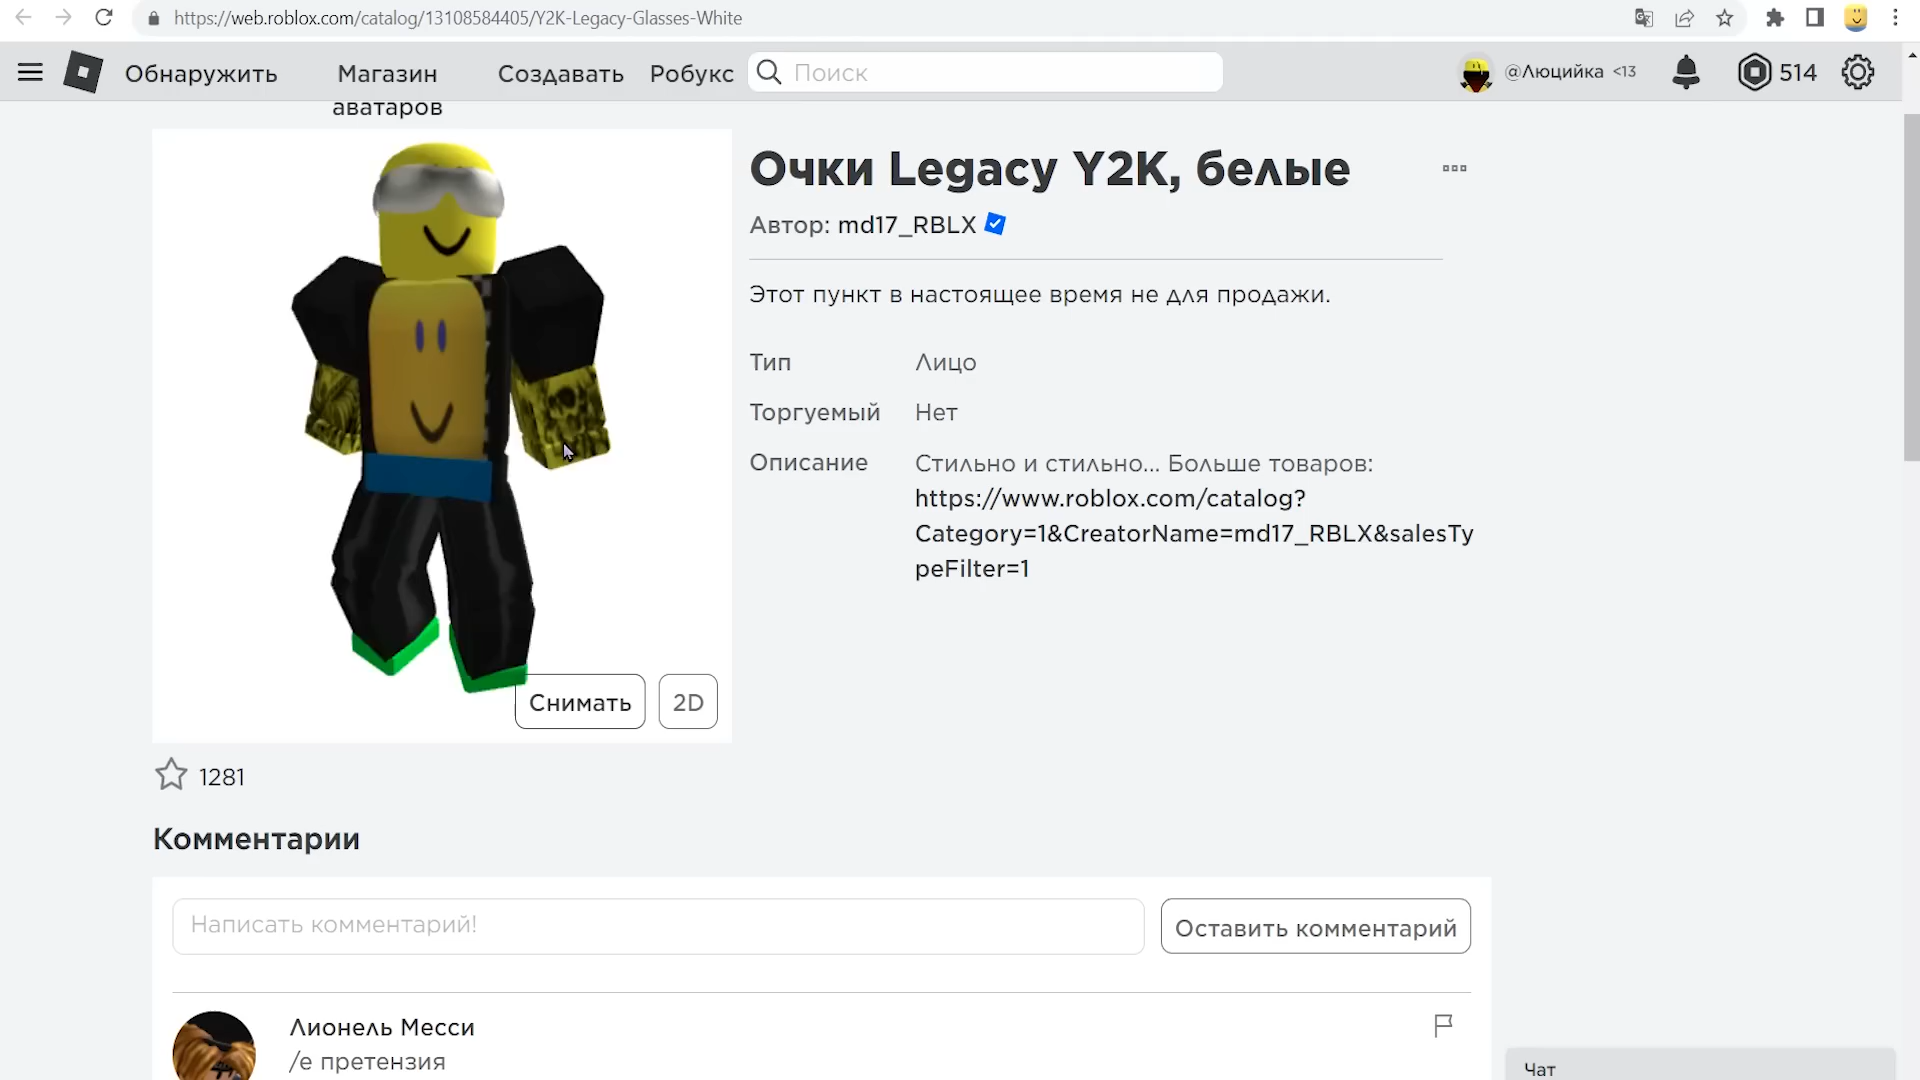 https://web.roblox.com/catalog/13108584405/Y2K-Legacy-Glasses-White
Обнаружить
Магазин
аватаров
Создавать
Робукс
Поиск
@Люцийка <13
514
Очки Legacy Y2K, белые
Автор: md17_RBLX
Этот пункт в настоящее время не для продажи.
Тип Лицо
Торгуемый Нет
Описание Стильно и стильно... Больше товаров:
https://www.roblox.com/catalog?
Category=1&CreatorName=md17_RBLX&salesTy
peFilter=1
Снимать
2D
1281
Комментарии
Написать комментарий!
Оставить комментарий
Лионель Месси
/е претензия
Чат